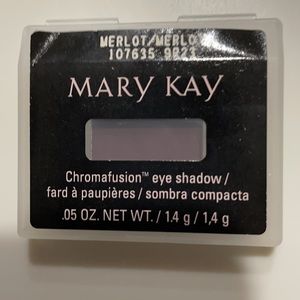 MERLOT/MERLO
107635 9823
MARY KAY
Chromafusion™ eye shadow /
fard à paupières / sombra compacta
.05 OZ. NET WT. / 1.4 g / 1,4 g